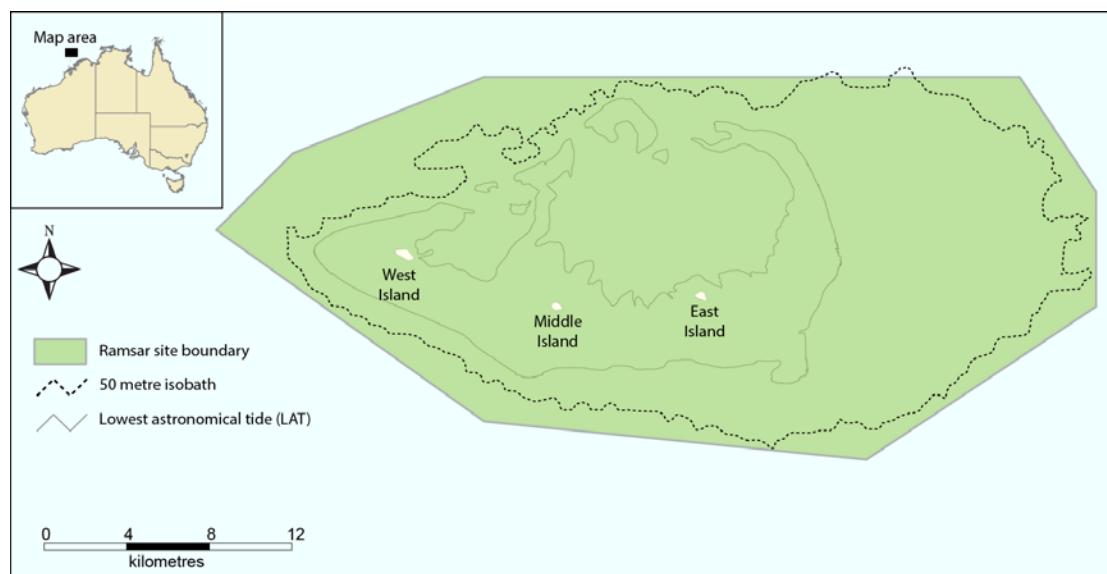 Map area
N
West
Island
Middle
Island
East
Island
Ramsar site boundary
50 metre isobath
Lowest astronomical tide (LAT)
0 4 8 12
kilometres